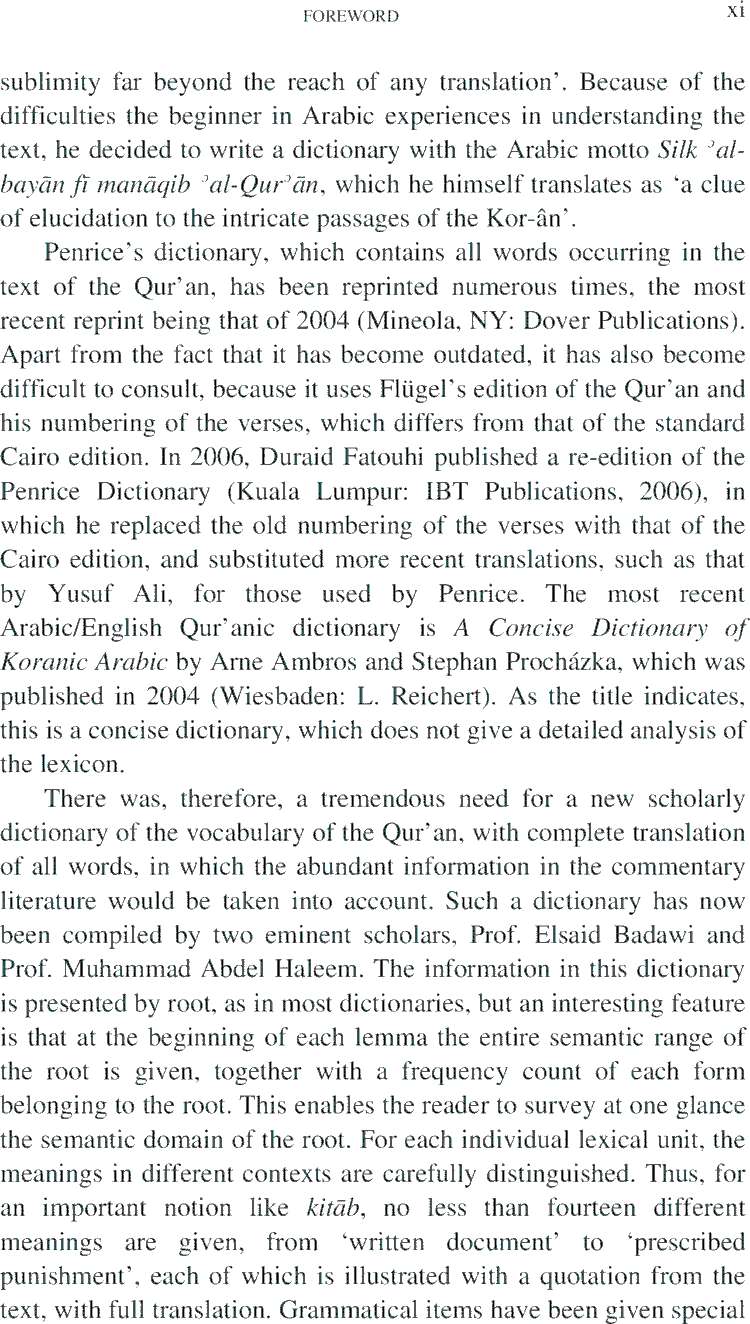 FOREWORD xi
sublimity far beyond the reach of any translation’. Because of the
difficulties the beginner in Arabic experiences in understanding the
text, he decided to write a dictionary with the Arabic motto Silk ʾal-
bayān fī manāqib ʾal-Qurʾān, which he himself translates as ‘a clue
of elucidation to the intricate passages of the Kor-ân’.
Penrice’s dictionary, which contains all words occurring in the
text of the Qur’an, has been reprinted numerous times, the most
recent reprint being that of 2004 (Mineola, NY: Dover Publications).
Apart from the fact that it has become outdated, it has also become
difficult to consult, because it uses Flügel’s edition of the Qur’an and
his numbering of the verses, which differs from that of the standard
Cairo edition. In 2006, Duraid Fatouhi published a re-edition of the
Penrice Dictionary (Kuala Lumpur: IBT Publications, 2006), in
which he replaced the old numbering of the verses with that of the
Cairo edition, and substituted more recent translations, such as that
by Yusuf Ali, for those used by Penrice. The most recent
Arabic/English Qur’anic dictionary is A Concise Dictionary of
Koranic Arabic by Arne Ambros and Stephan Procházka, which was
published in 2004 (Wiesbaden: L. Reichert). As the title indicates,
this is a concise dictionary, which does not give a detailed analysis of
the lexicon.
There was, therefore, a tremendous need for a new scholarly
dictionary of the vocabulary of the Qur’an, with complete translation
of all words, in which the abundant information in the commentary
literature would be taken into account. Such a dictionary has now
been compiled by two eminent scholars, Prof. Elsaid Badawi and
Prof. Muhammad Abdel Haleem. The information in this dictionary
is presented by root, as in most dictionaries, but an interesting feature
is that at the beginning of each lemma the entire semantic range of
the root is given, together with a frequency count of each form
belonging to the root. This enables the reader to survey at one glance
the semantic domain of the root. For each individual lexical unit, the
meanings in different contexts are carefully distinguished. Thus, for
an important notion like kitāb, no less than fourteen different
meanings are given, from ‘written document’ to ‘prescribed
punishment’, each of which is illustrated with a quotation from the
text, with full translation. Grammatical items have been given special